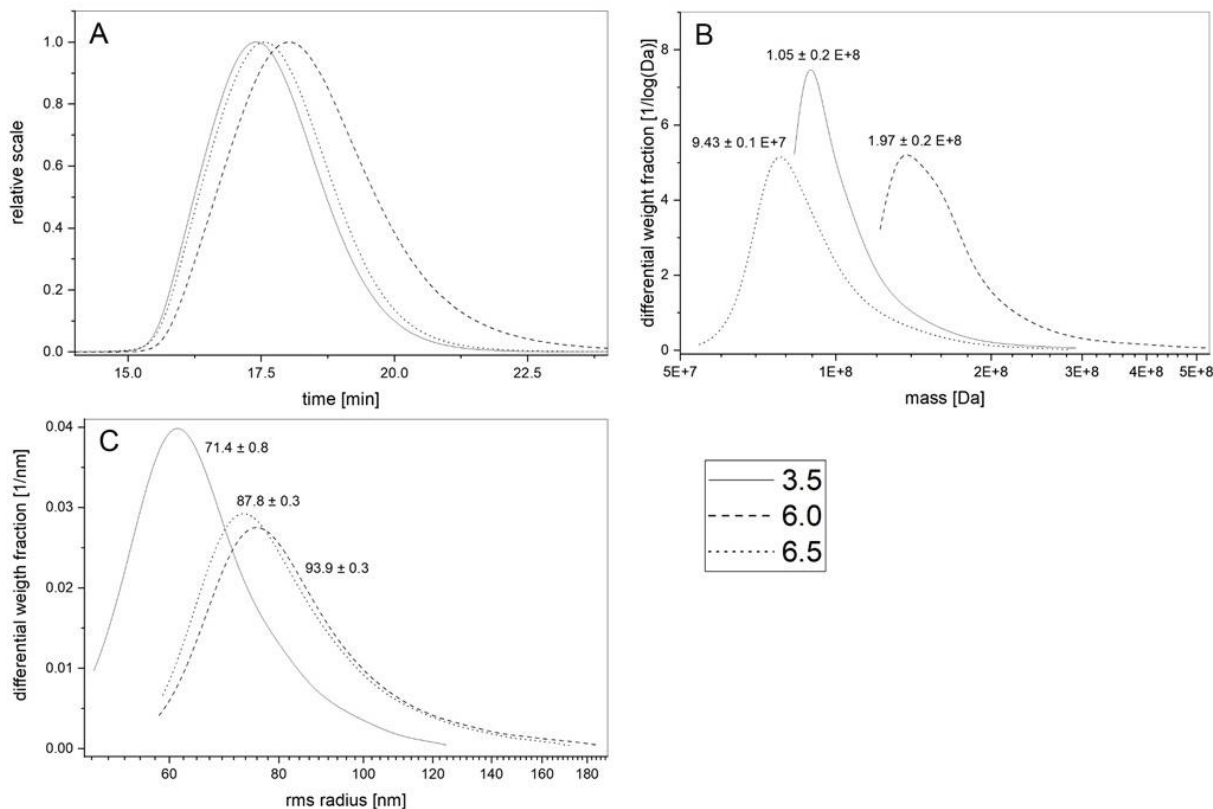 A
relative scale
1.0
0.8
0.6
0.4
0.2
0.0
15.0 17.5 20.0 22.5
time [min]
B
differential weight fraction [1/log(Da)]
8
6
4
2
0
1.05 ± 0.2 E+8
9.43 ± 0.1 E+7
1.97 ± 0.2 E+8
5E+7 1E+8 2E+8 3E+8 4E+8 5E+8
mass [Da]
C
differential weigth fraction [1/nm]
0.04
0.03
0.02
0.01
0.00
71.4 ± 0.8
87.8 ± 0.3
93.9 ± 0.3
60 80 100 120 140 160 180
rms radius [nm]
3.5
6.0
6.5